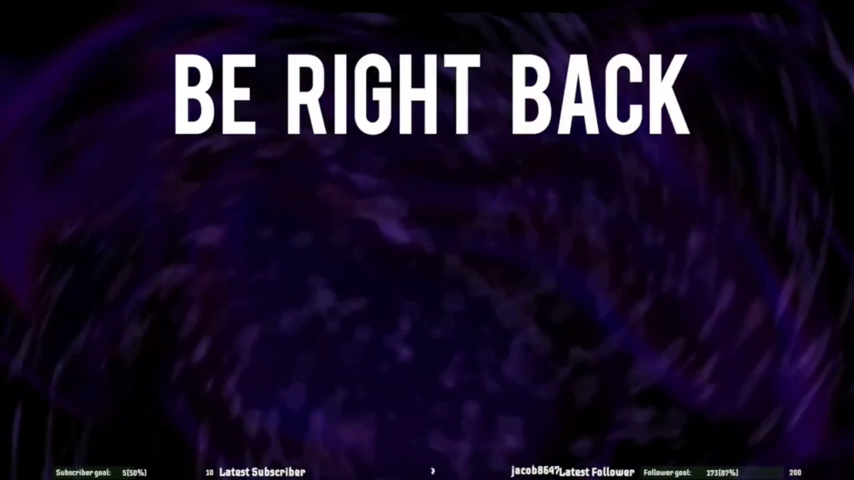 BE RIGHT BACK
Subscriber goal: 5(50%) 10 Latest Subscriber jacob8647 Latest Follower Follower goal: 173(87%) 200